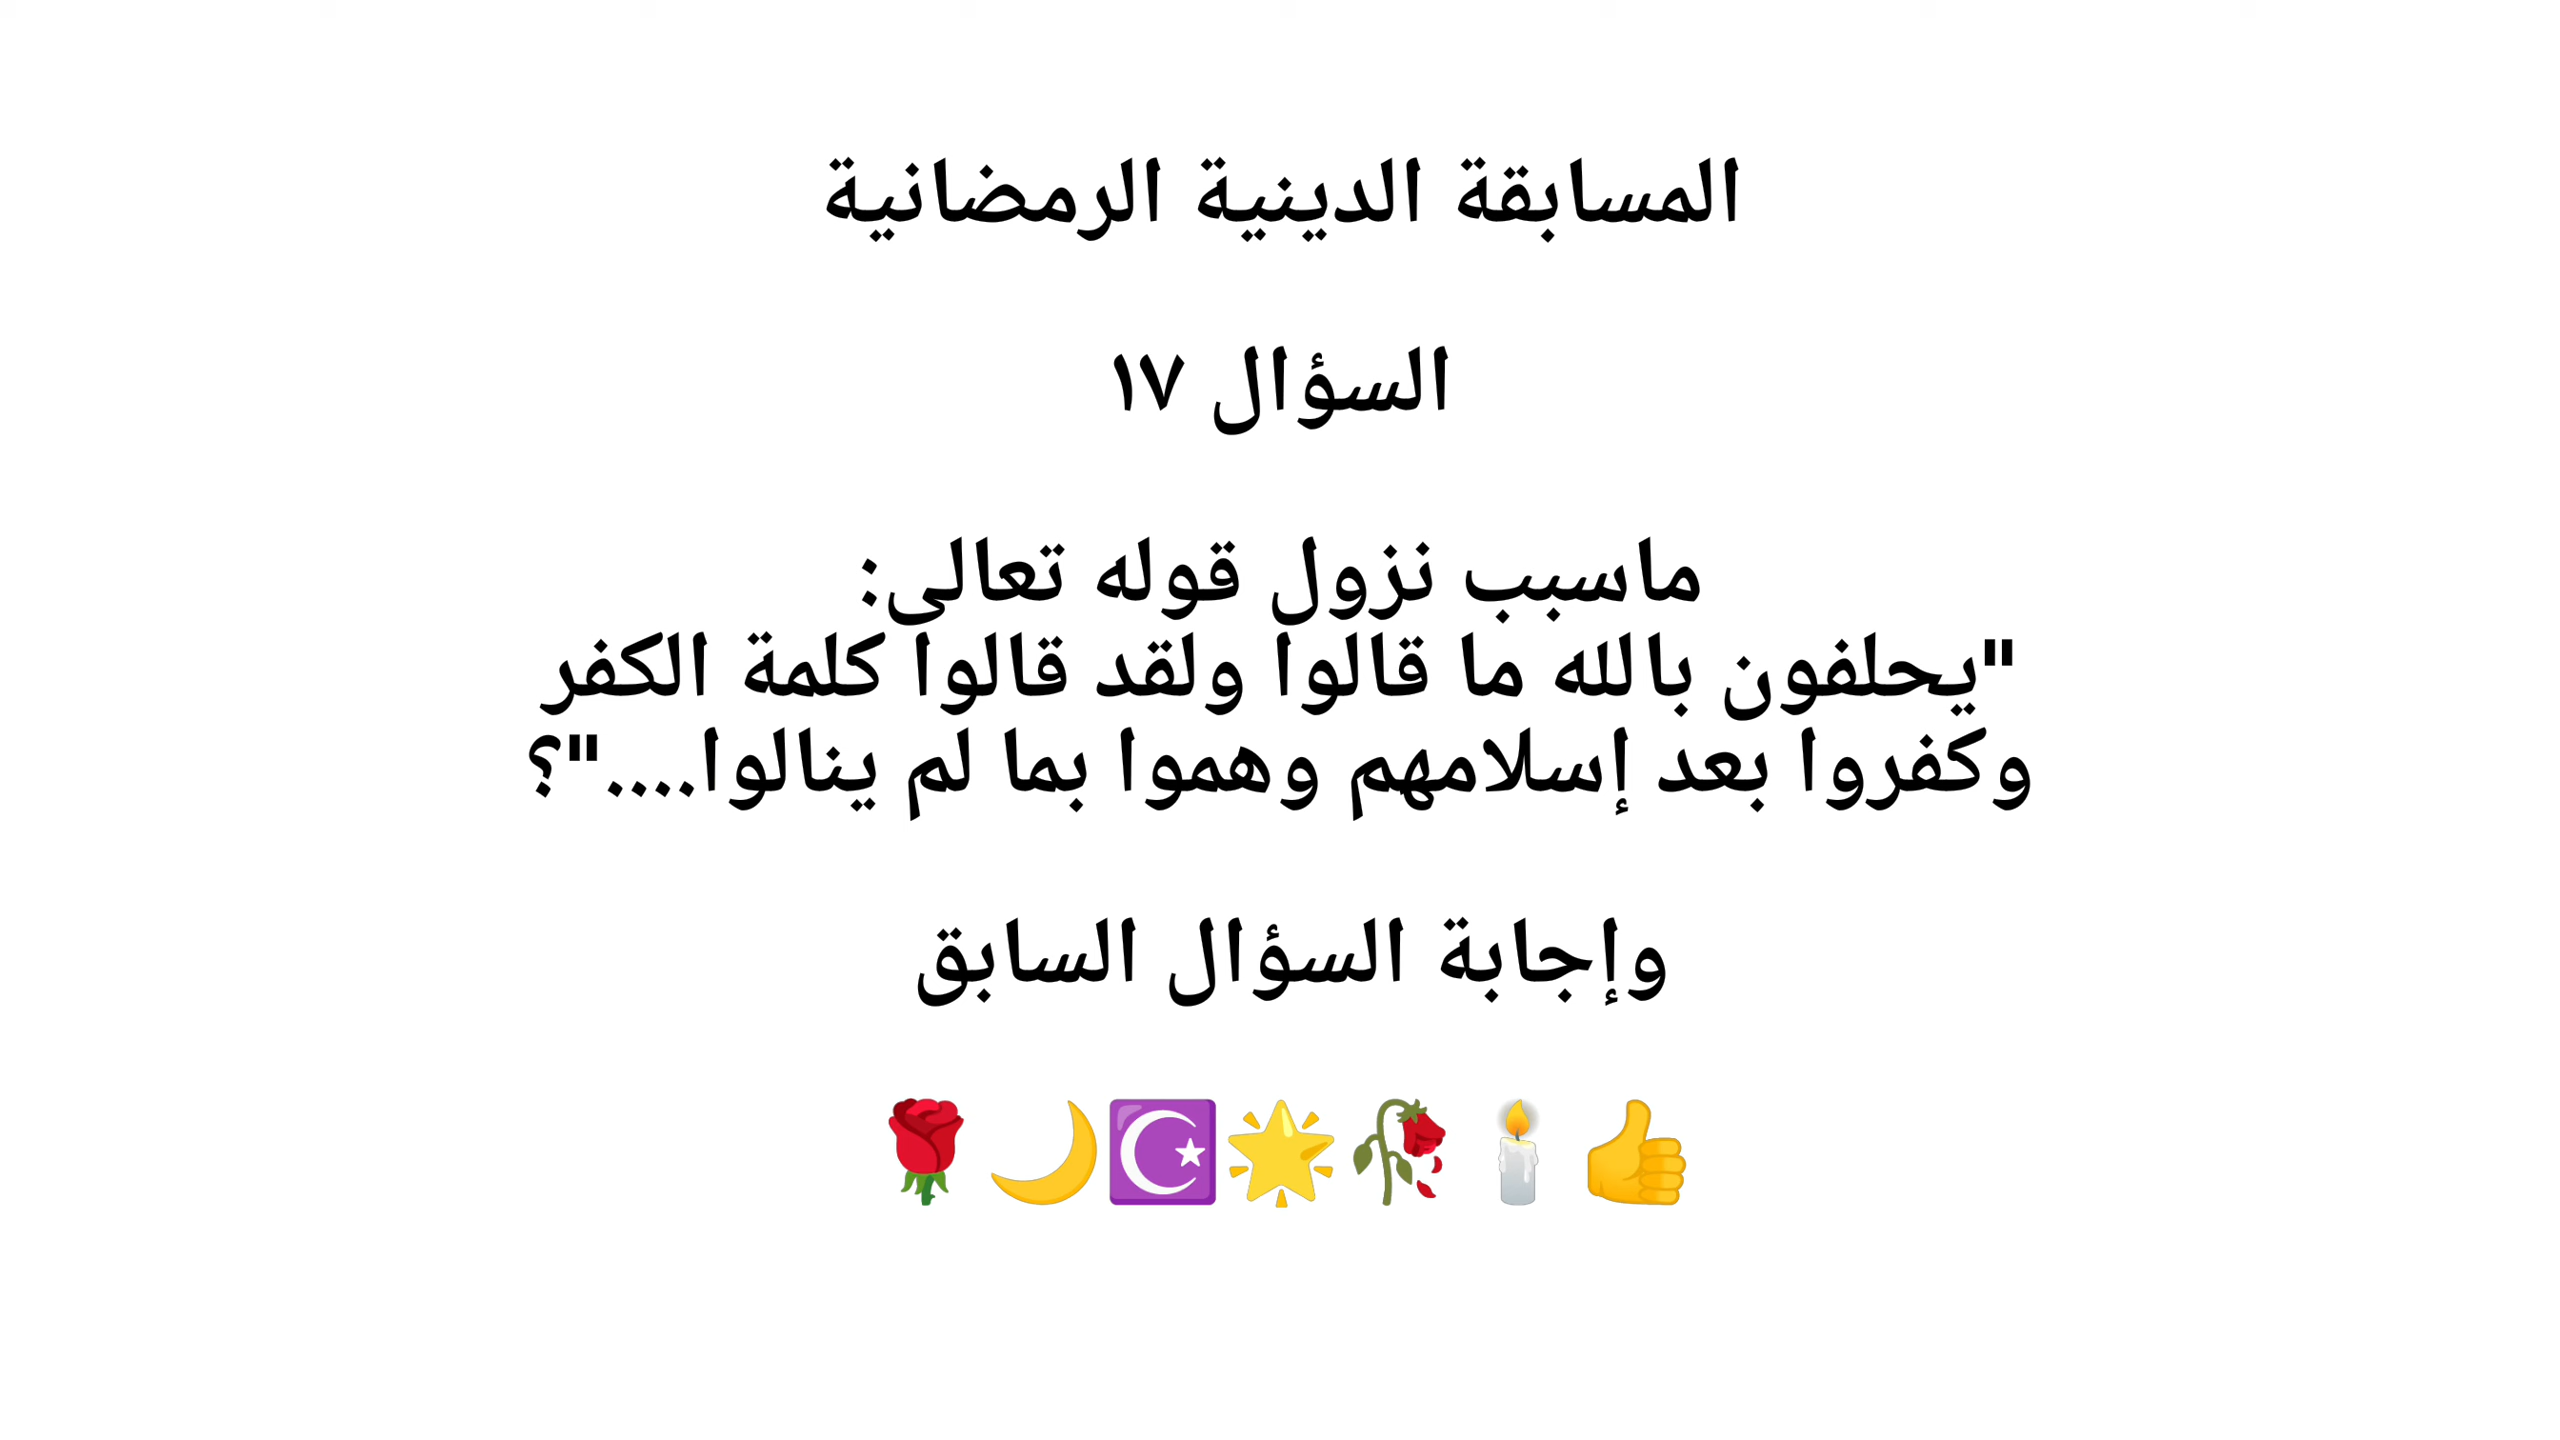 المسابقة الدينية الرمضانية
السؤال ١٧
ماسبب نزول قوله تعالى:
"يحلفون بالله ما قالوا ولقد قالوا كلمة الكفر
وكفروا بعد إسلامهم وهموا بما لم ينالوا...."؟
وإجابة السؤال السابق